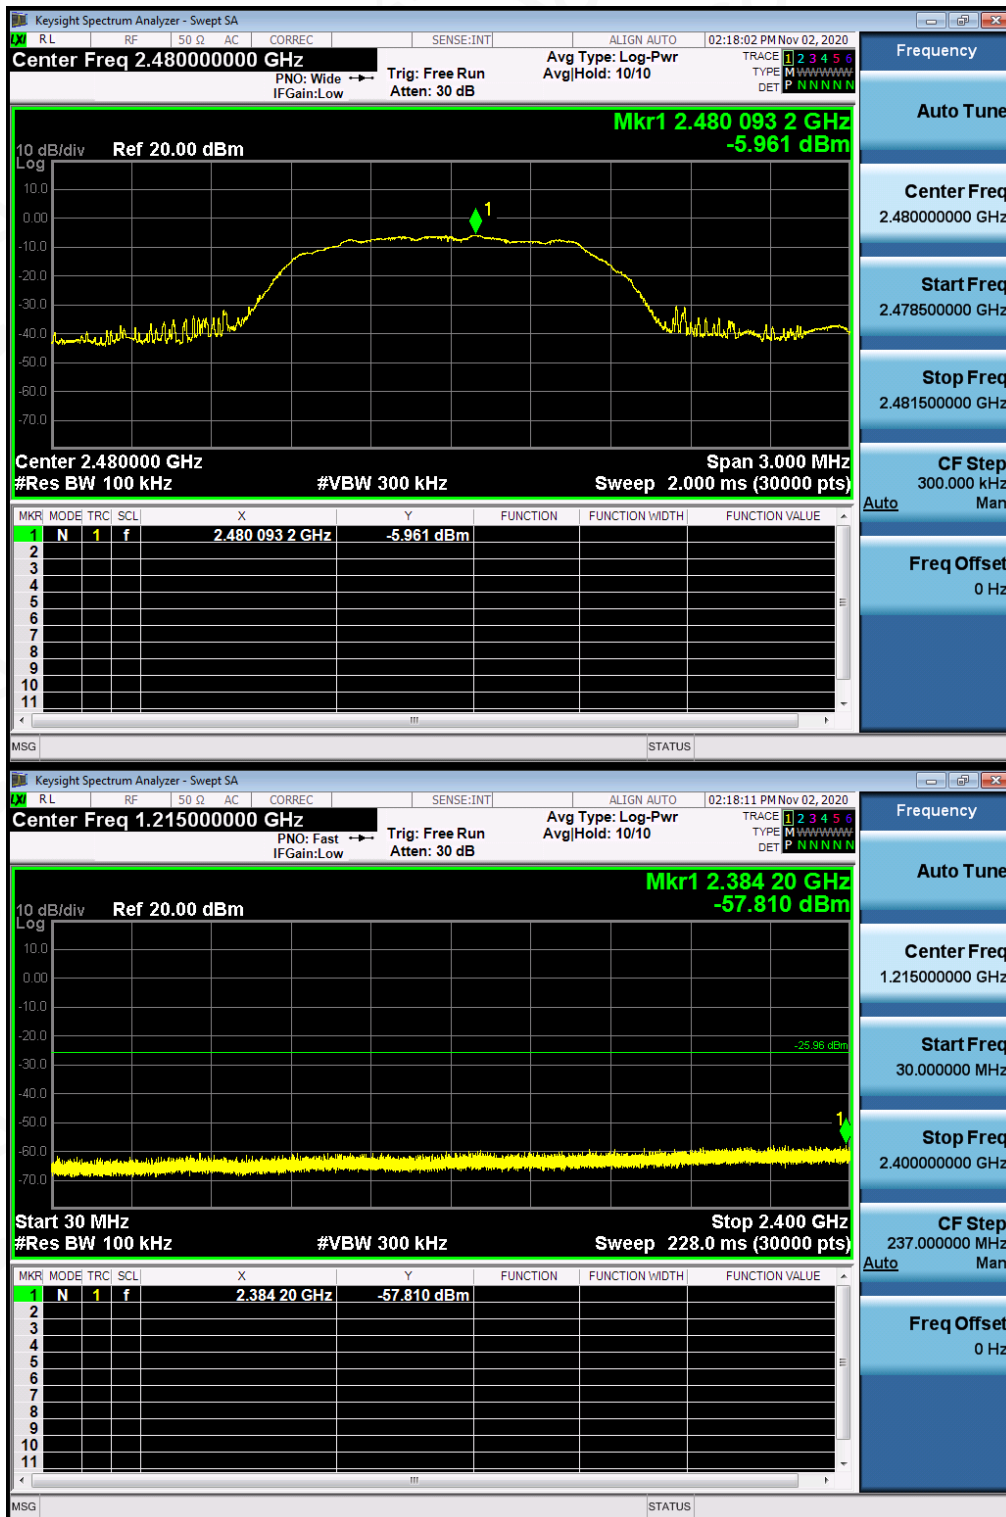 Keysight Spectrum Analyzer - Swept SA
LXI RL RF 50 Ω AC CORREC SENSE:INT ALIGN AUTO 02:18:02 PM Nov 02, 2020
Center Freq 2.480000000 GHz
PNO: Wide
IFGain:Low
Trig: Free Run
Atten: 30 dB
Avg Type: Log-Pwr
Avg|Hold: 10/10
TRACE 1 2 3 4 5 6
TYPE M WWWWW
DET P N N N N N
Frequency
Auto Tune
Center Freq
2.480000000 GHz
Start Freq
2.478500000 GHz
Stop Freq
2.481500000 GHz
CF Step
300.000 kHz
Auto Man
Freq Offset
0 Hz
Mkr1 2.480 093 2 GHz
-5.961 dBm
10 dB/div Ref 20.00 dBm
Log
10.0
0.00
-10.0
-20.0
-30.0
-40.0
-50.0
-60.0
-70.0
1
Center 2.480000 GHz Span 3.000 MHz
#Res BW 100 kHz #VBW 300 kHz Sweep 2.000 ms (30000 pts)
MKR MODE TRC SCL X Y FUNCTION FUNCTION WIDTH FUNCTION VALUE
1 N 1 f 2.480 093 2 GHz -5.961 dBm
2
3
4
5
6
7
8
9
10
11
MSG STATUS
Keysight Spectrum Analyzer - Swept SA
LXI RL RF 50 Ω AC CORREC SENSE:INT ALIGN AUTO 02:18:11 PM Nov 02, 2020
Center Freq 1.215000000 GHz
PNO: Fast
IFGain:Low
Trig: Free Run
Atten: 30 dB
Avg Type: Log-Pwr
Avg|Hold: 10/10
TRACE 1 2 3 4 5 6
TYPE M WWWWW
DET P N N N N N
Frequency
Auto Tune
Center Freq
1.215000000 GHz
Start Freq
30.000000 MHz
Stop Freq
2.400000000 GHz
CF Step
237.000000 MHz
Auto Man
Freq Offset
0 Hz
Mkr1 2.384 20 GHz
-57.810 dBm
10 dB/div Ref 20.00 dBm
Log
10.0
0.00
-10.0
-20.0
-25.96 dBm
-30.0
-40.0
-50.0
-60.0
-70.0
1
Start 30 MHz Stop 2.400 GHz
#Res BW 100 kHz #VBW 300 kHz Sweep 228.0 ms (30000 pts)
MKR MODE TRC SCL X Y FUNCTION FUNCTION WIDTH FUNCTION VALUE
1 N 1 f 2.384 20 GHz -57.810 dBm
2
3
4
5
6
7
8
9
10
11
MSG STATUS